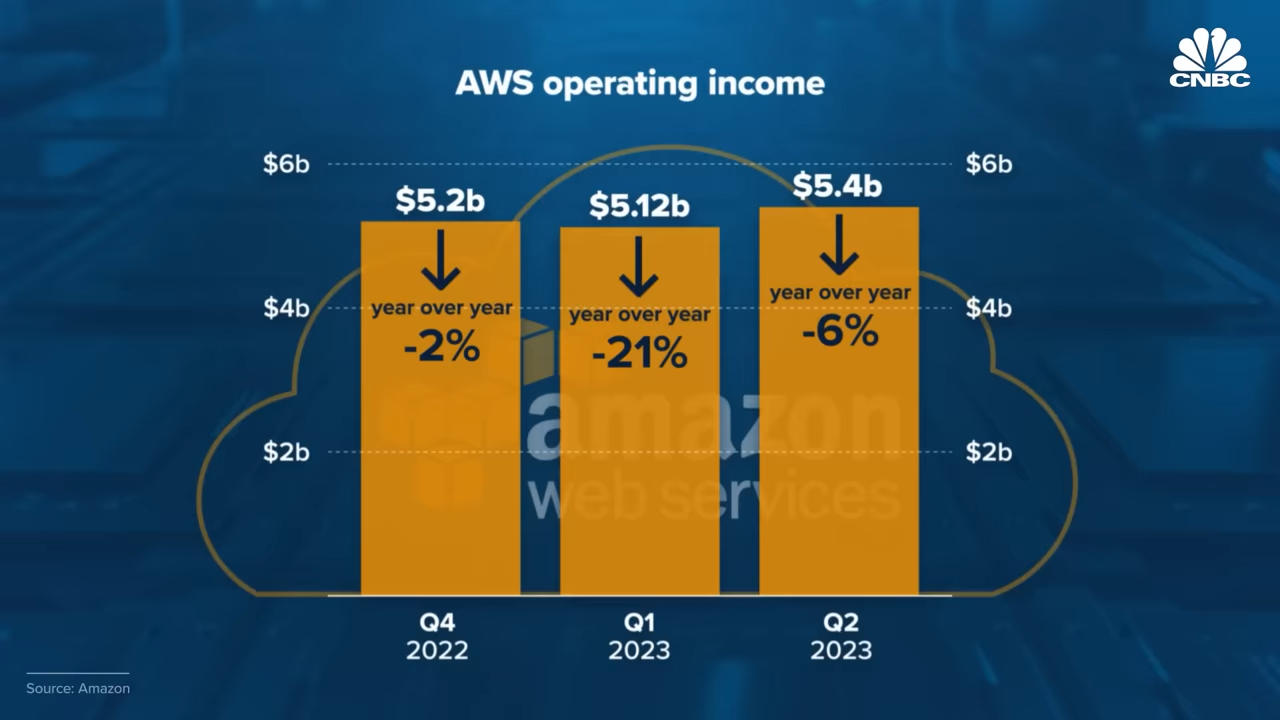 CNBC
AWS operating income
$6b
$6b
$5.2b
$5.12b
$5.4b
year over year
-2%
year over year
-21%
year over year
-6%
$4b
$4b
$2b
$2b
amazon
web services
Q4
2022
Q1
2023
Q2
2023
Source: Amazon